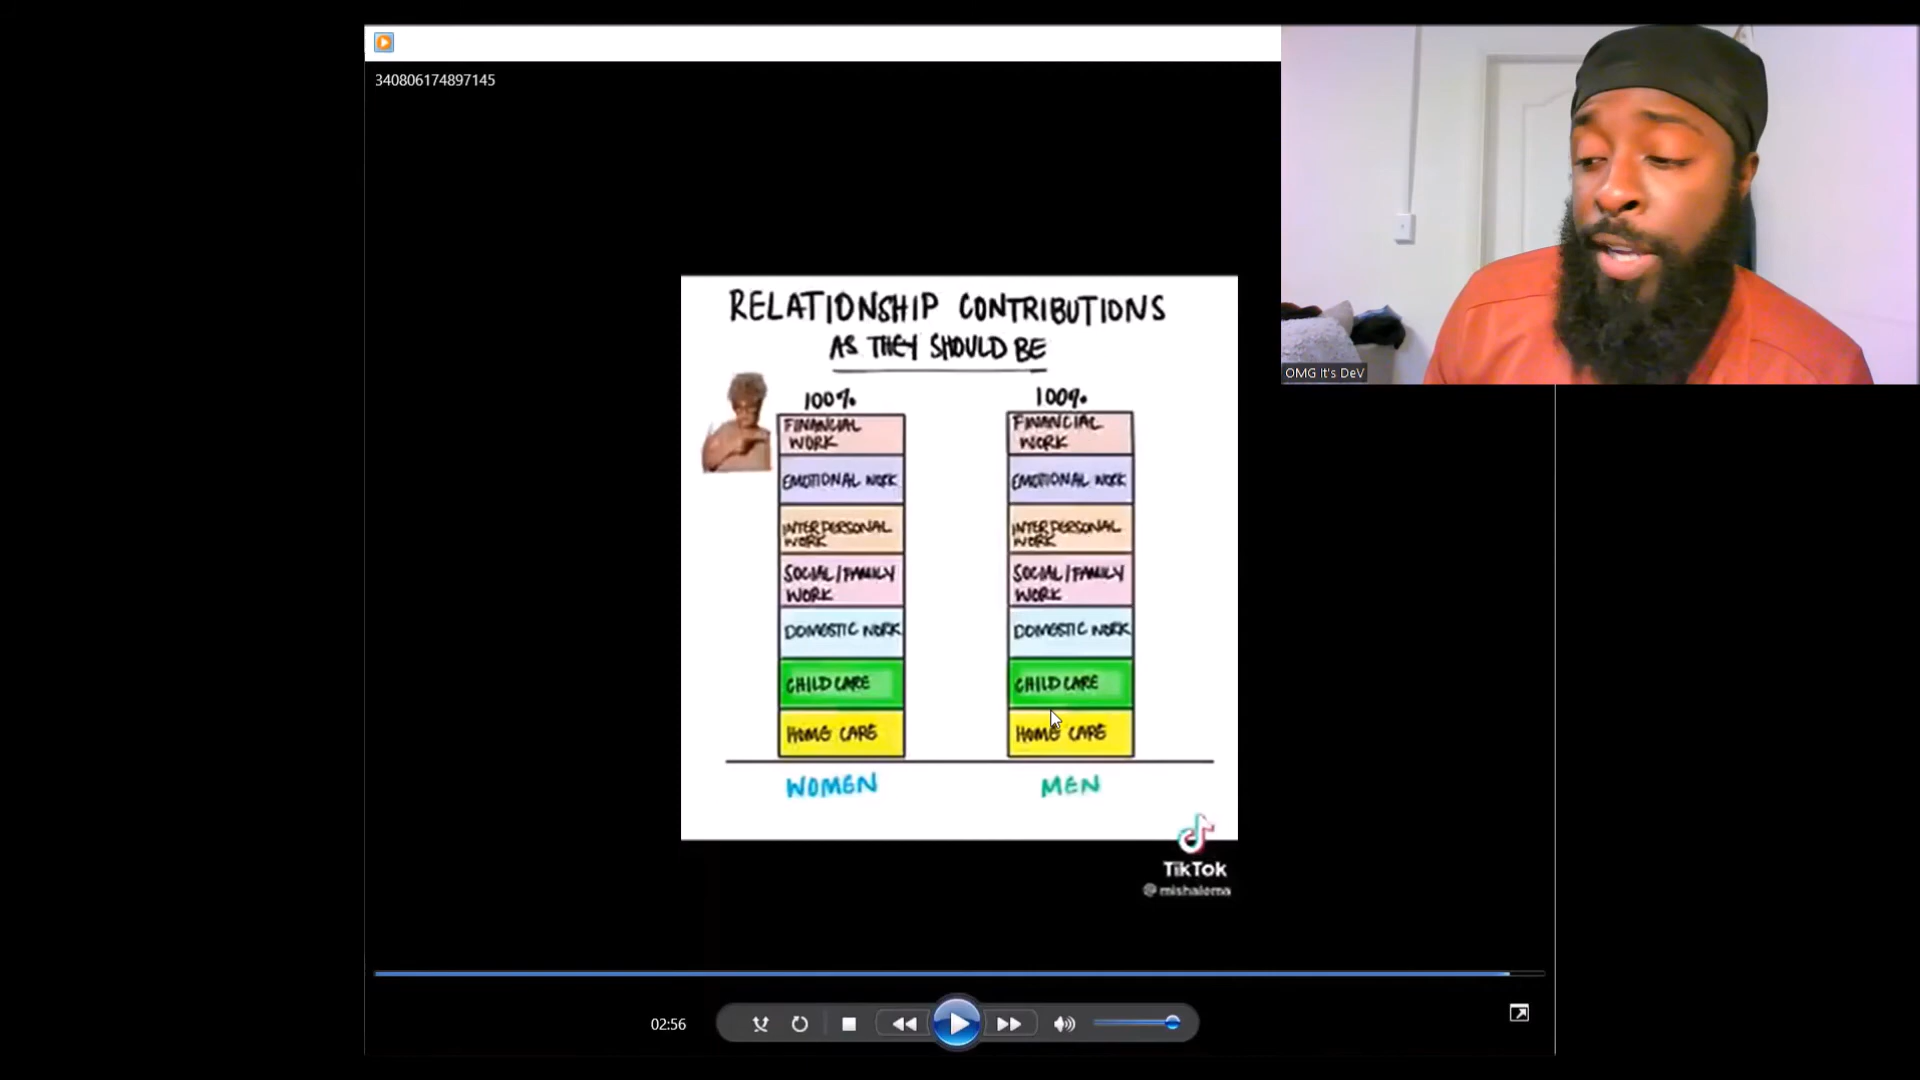 340806174897145
OMG It's DeV
RELATIONSHIP CONTRIBUTIONS
AS THEY SHOULD BE
100%
FINANCIAL
WORK
EMOTIONAL WORK
INTERPERSONAL
WORK
SOCIAL/FAMILY
WORK
DOMESTIC WORK
CHILD CARE
HOME CARE
WOMEN
100%
FINANCIAL
WORK
EMOTIONAL WORK
INTERPERSONAL
WORK
SOCIAL/FAMILY
WORK
DOMESTIC WORK
CHILD CARE
HOME CARE
MEN
TikTok
@mishaloma
02:56